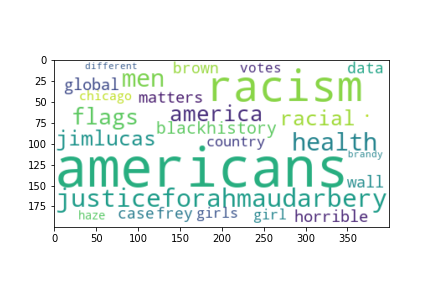 0
different brown votes data
25
global men racism
50
chicago matters
75
flags america racial
blackhistory
100
jimlucas country health
125
americans brandy
150
wall
justiceforahmaudarbery
175
haze casefrey girls girl horrible
0 50 100 150 200 250 300 350